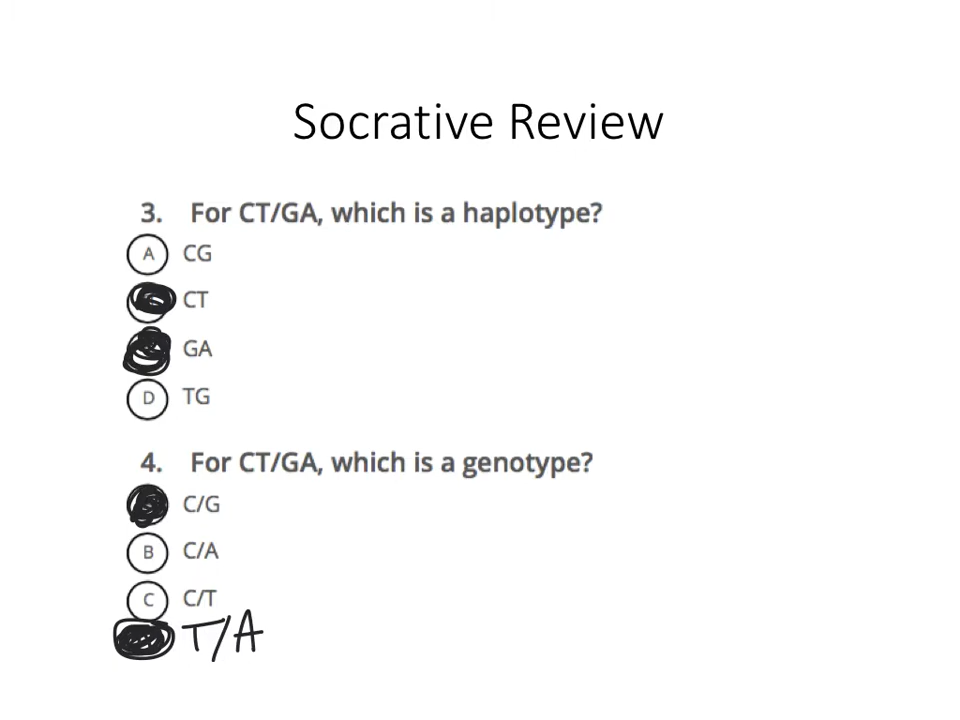 Socrative Review
3. For CT/GA, which is a haplotype?
A CG
CT
GA
D TG
4. For CT/GA, which is a genotype?
C/G
B C/A
C C/T
T/A